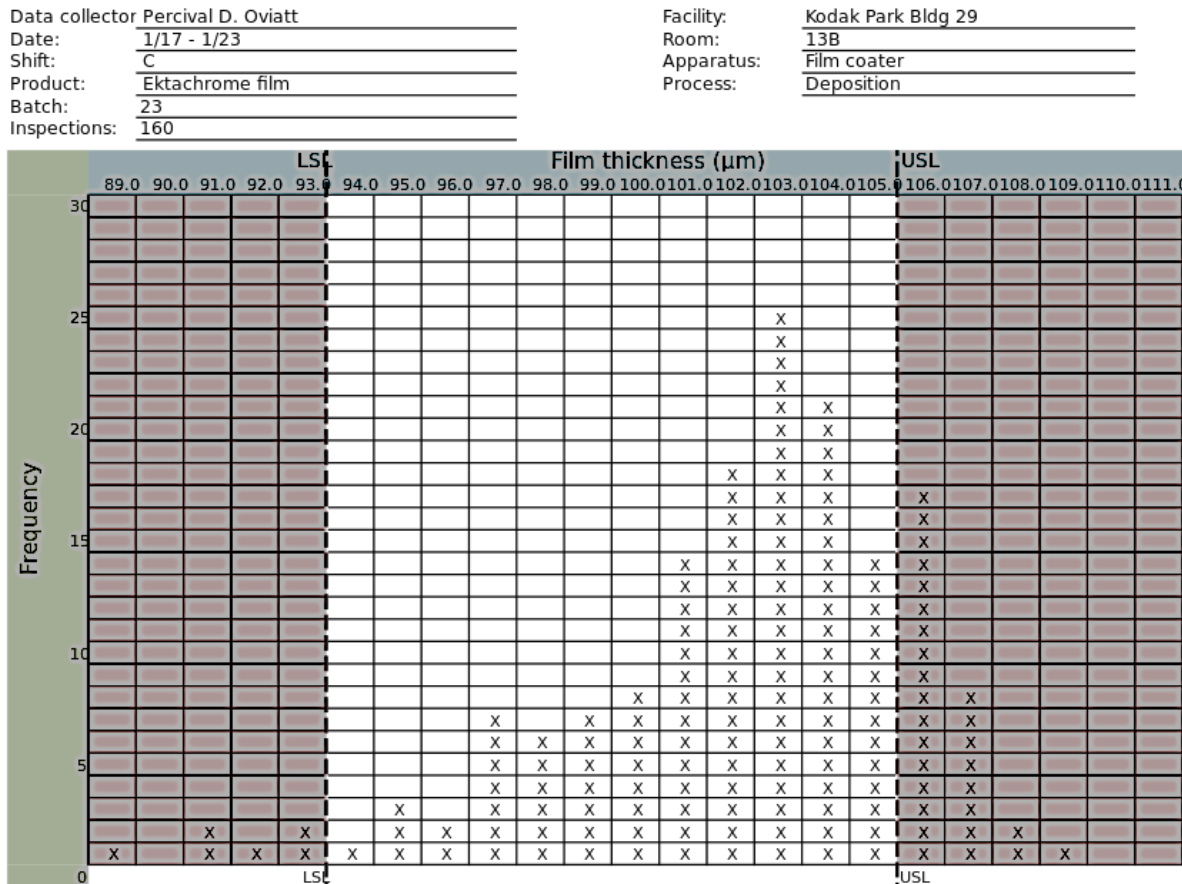 Data collector Percival D. Oviatt
Date: 1/17 - 1/23
Shift: C
Product: Ektachrome film
Batch: 23
Inspections: 160
Facility: Kodak Park Bldg 29
Room: 13B
Apparatus: Film coater
Process: Deposition
LSL Film thickness (μm) USL
89.0 90.0 91.0 92.0 93.0 94.0 95.0 96.0 97.0 98.0 99.0 100.0 101.0 102.0 103.0 104.0 105.0 106.0 107.0 108.0 109.0 110.0 111.0
Frequency
30
25 X
X
X
X
X X
20 X X
X X
X X X
X X X X
X X X X
15 X X X X
X X X X X X
X X X X X X
X X X X X X
X X X X X X
10 X X X X X X
X X X X X X
X X X X X X X X
X X X X X X X X X X
X X X X X X X X X X X
5 X X X X X X X X X X X
X X X X X X X X X X X
X X X X X X X X X X X X
X X X X X X X X X X X X X X X X
X X X X X X X X X X X X X X X X X X X X
0 LSL USL